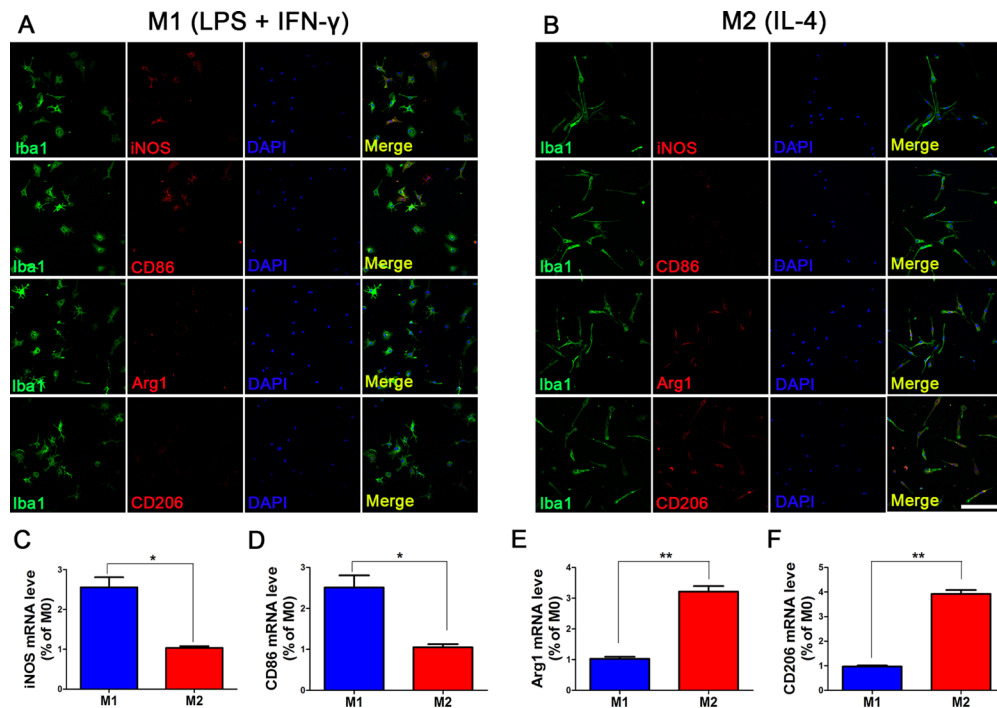 A M1 (LPS + IFN-γ)
Iba1 iNOS DAPI Merge
Iba1 CD86 DAPI Merge
Iba1 Arg1 DAPI Merge
Iba1 CD206 DAPI Merge
B M2 (IL-4)
Iba1 iNOS DAPI Merge
Iba1 CD86 DAPI Merge
Iba1 Arg1 DAPI Merge
Iba1 CD206 DAPI Merge
C
iNOS mRNA leve
(% of M0)
3
2
1
0
*
M1 M2
D
CD86 mRNA leve
(% of M0)
3
2
1
0
*
M1 M2
E
Arg1 mRNA level
(% of M0)
4
3
2
1
0
**
M1 M2
F
CD206 mRNA level
(% of M0)
5
4
3
2
1
0
**
M1 M2